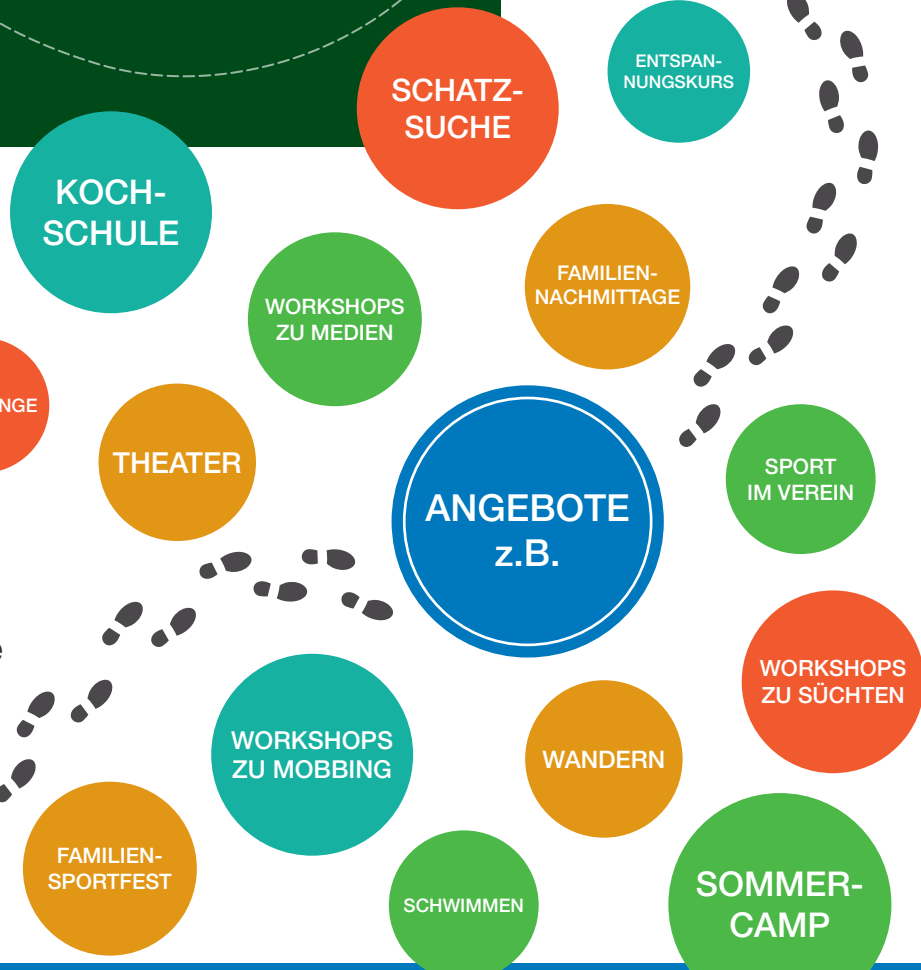 SCHATZ-
SUCHE
ENTSPAN-
NUNGSKURS
KOCH-
SCHULE
WORKSHOPS
ZU MEDIEN
FAMILIEN-
NACHMITTAGE
NGE
THEATER
ANGEBOTE
z.B.
SPORT
IM VEREIN
WORKSHOPS
ZU SÜCHTEN
WORKSHOPS
ZU MOBBING
WANDERN
FAMILIEN-
SPORTFEST
SCHWIMMEN
SOMMER-
CAMP